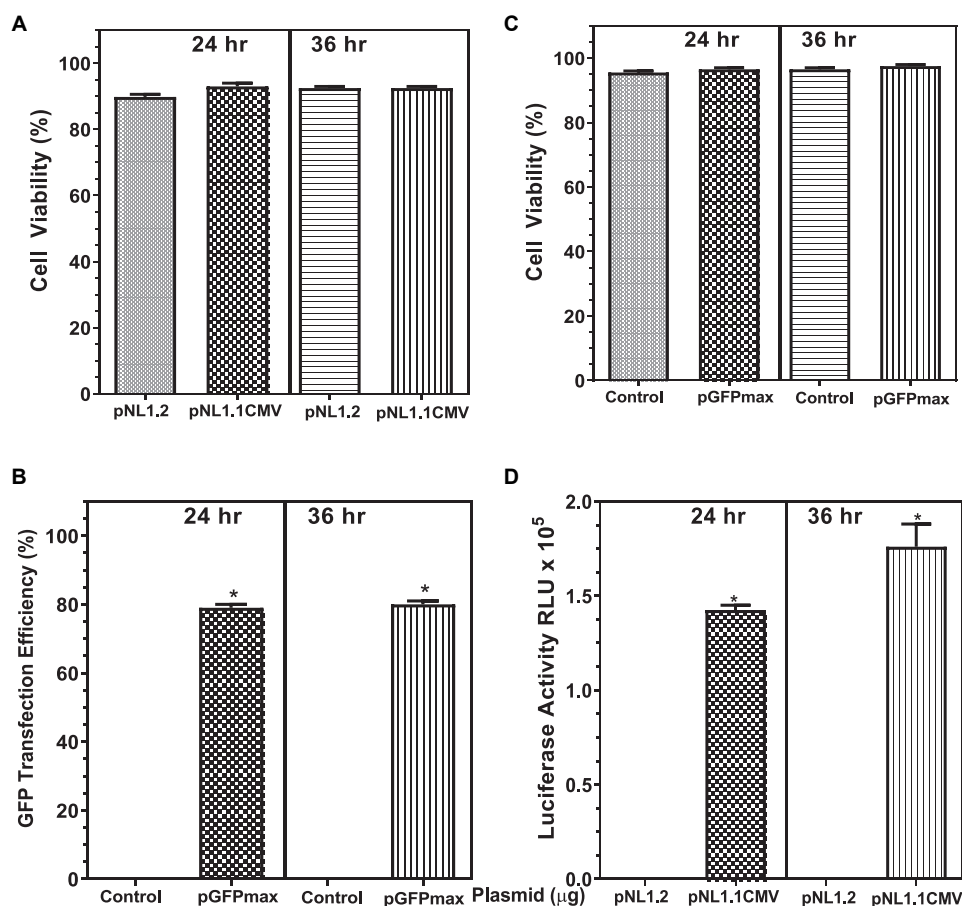 A
24 hr
36 hr
Cell Viability (%)
100
80
60
40
20
0
pNL1.2
pNL1.1CMV
pNL1.2
pNL1.1CMV
C
24 hr
36 hr
Cell Viability (%)
100
80
60
40
20
0
Control
pGFPmax
Control
pGFPmax
B
24 hr
36 hr
GFP Transfection Efficiency (%)
100
80
60
40
20
0
*
*
Control
pGFPmax
Control
pGFPmax
D
24 hr
36 hr
Luciferase Activity RLU x 10⁵
2.0
1.5
1.0
0.5
0.0
*
*
Plasmid (μg)
pNL1.2
pNL1.1CMV
pNL1.2
pNL1.1CMV